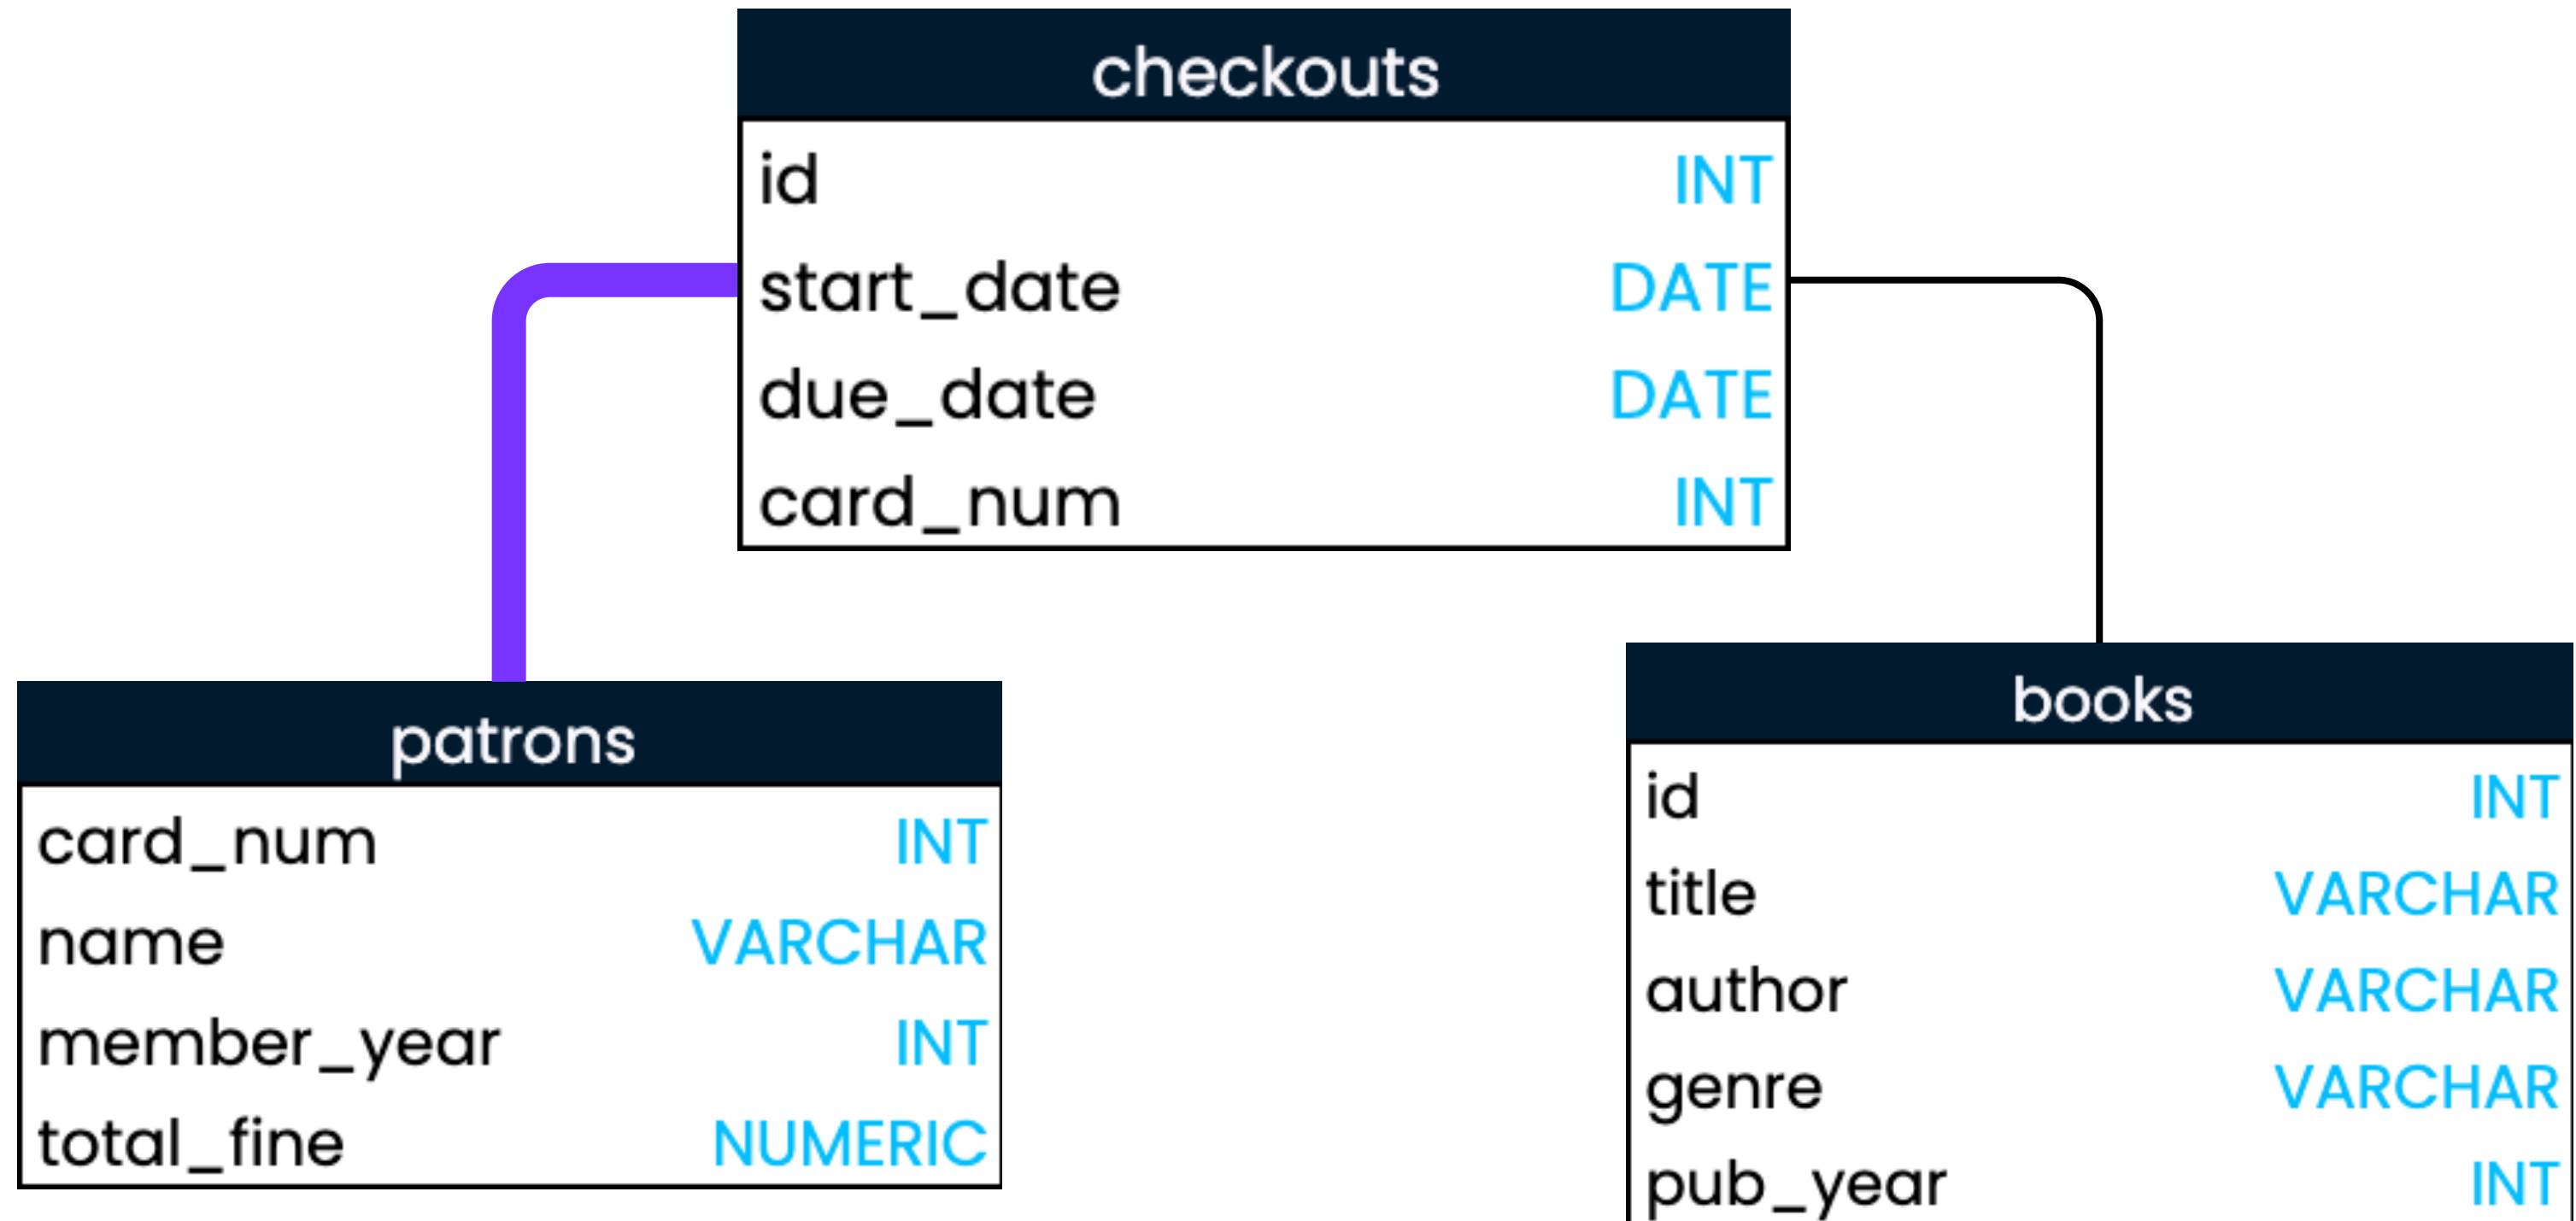 checkouts
id INT
start_date DATE
due_date DATE
card_num INT
patrons
card_num INT
name VARCHAR
member_year INT
total_fine NUMERIC
books
id INT
title VARCHAR
author VARCHAR
genre VARCHAR
pub_year INT